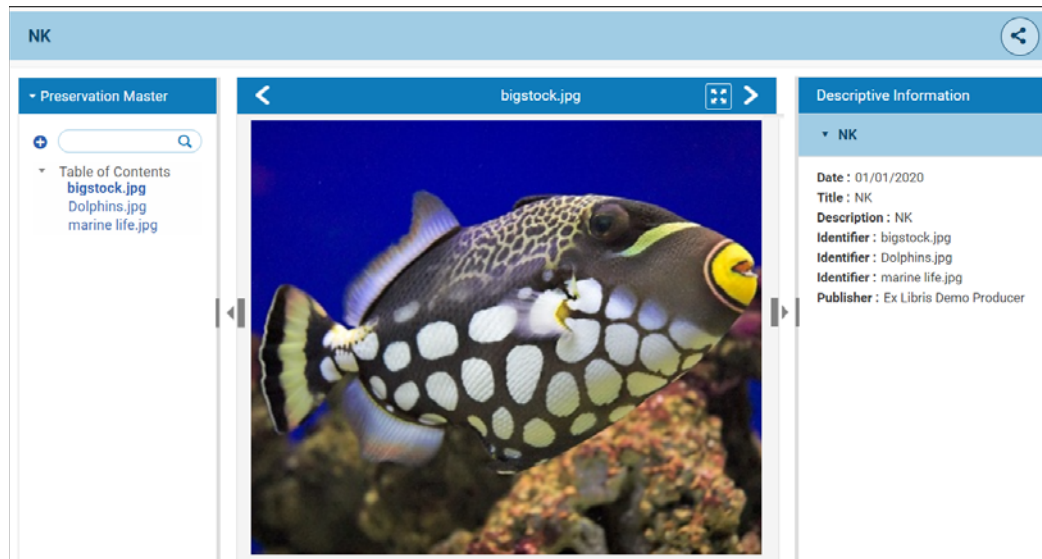 NK
Preservation Master
Table of Contents
bigstock.jpg
Dolphins.jpg
marine life.jpg
bigstock.jpg
Descriptive Information
NK
Date : 01/01/2020
Title : NK
Description : NK
Identifier : bigstock.jpg
Identifier : Dolphins.jpg
Identifier : marine life.jpg
Publisher : Ex Libris Demo Producer